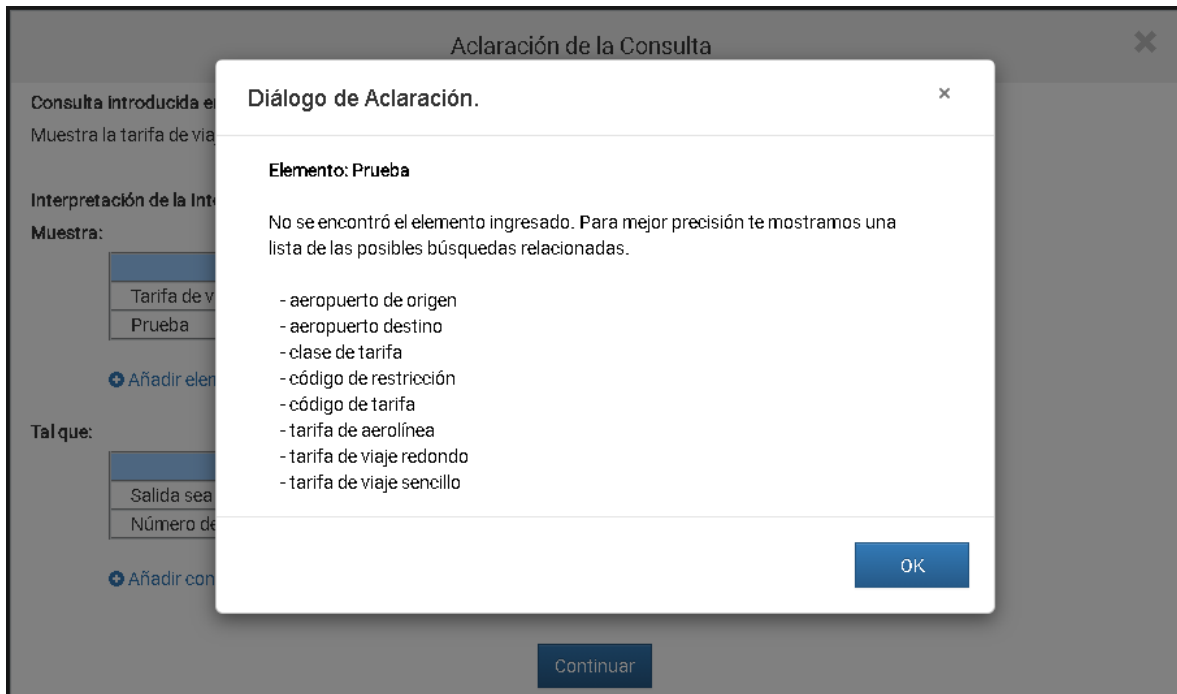 Aclaración de la Consulta
Consulta introducida e
Muestra la tarifa de via
Interpretación de la Int
Muestra:
Tarifa de v
Prueba
Añadir elem
Tal que:
Salida sea
Número de
Añadir con
Continuar
Diálogo de Aclaración.
Elemento: Prueba
No se encontró el elemento ingresado. Para mejor precisión te mostramos una
lista de las posibles búsquedas relacionadas.
- aeropuerto de origen
- aeropuerto destino
- clase de tarifa
- código de restricción
- código de tarifa
- tarifa de aerolínea
- tarifa de viaje redondo
- tarifa de viaje sencillo
OK